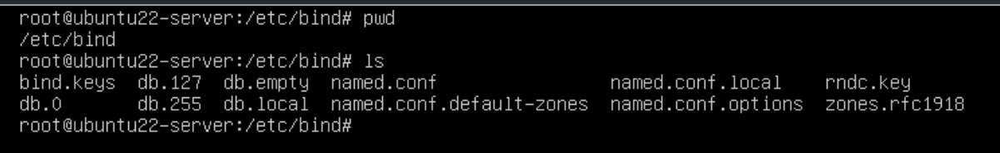 root@ubuntu22-server:/etc/bind# pwd
/etc/bind
root@ubuntu22-server:/etc/bind# ls
bind.keys  db.127  db.empty  named.conf                named.conf.local    rndc.key
db.0       db.255  db.local  named.conf.default-zones  named.conf.options  zones.rfc1918
root@ubuntu22-server:/etc/bind#